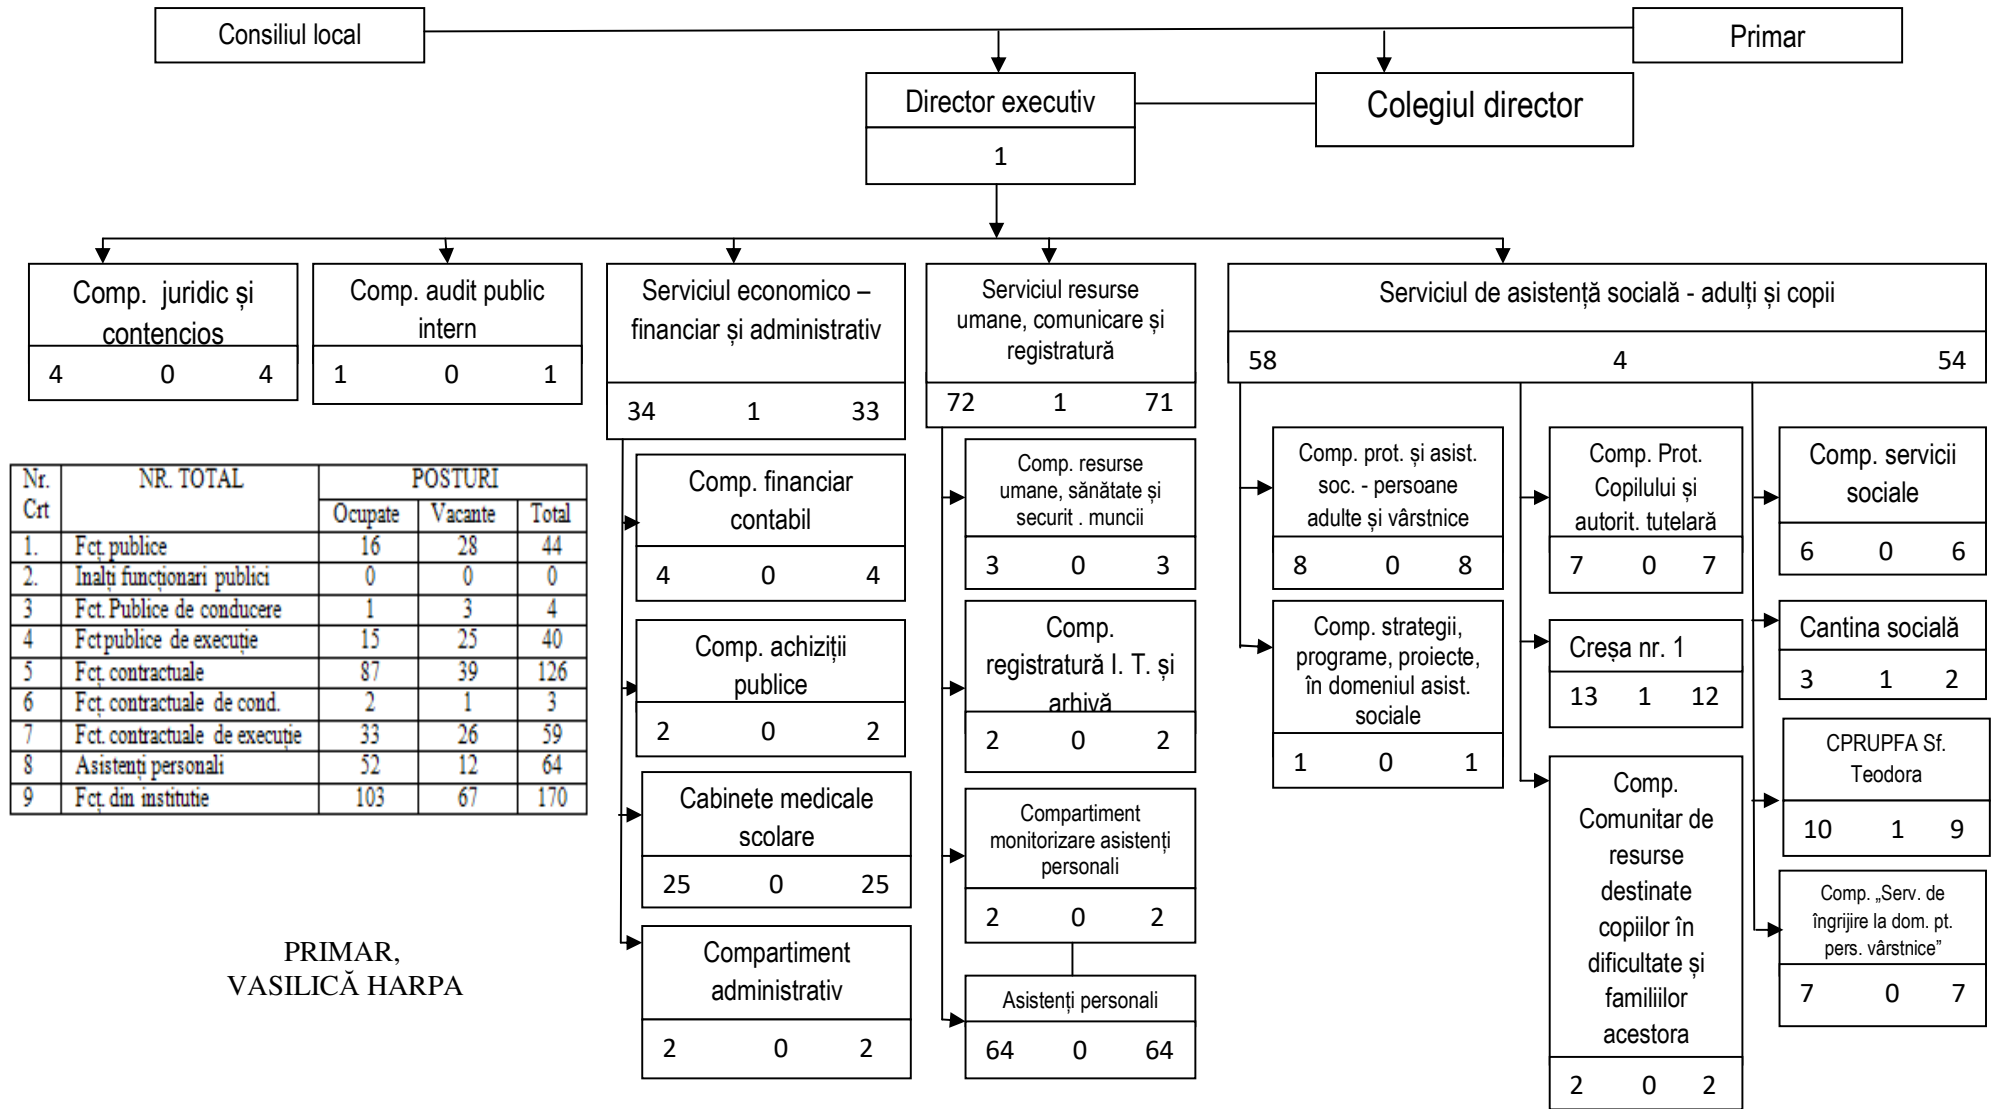 Consiliul local
Primar
Director executiv
1
Colegiul director
Comp. juridic și
contencios
4 0 4
Comp. audit public
intern
1 0 1
Serviciul economico –
financiar și administrativ
34 1 33
Serviciul resurse
umane, comunicare și
registratură
72 1 71
Serviciul de asistență socială - adulți și copii
58 4 54
Nr. Crt NR. TOTAL POSTURI
Ocupate Vacante Total
1. Fcț. publice 16 28 44
2. Inalți funcționari publici 0 0 0
3 Fct. Publice de conducere 1 3 4
4 Fct publice de execuție 15 25 40
5 Fcț. contractuale 87 39 126
6 Fcț. contractuale de cond. 2 1 3
7 Fct. contractuale de execuție 33 26 59
8 Asistenți personali 52 12 64
9 Fcț. din institutie 103 67 170
PRIMAR,
VASILICĂ HARPA
Comp. financiar
contabil
4 0 4
Comp. achiziții
publice
2 0 2
Cabinete medicale
scolare
25 0 25
Compartiment
administrativ
2 0 2
Comp. resurse
umane, sănătate și
securit . muncii
3 0 3
Comp.
registratură I. T. și
arhivă
2 0 2
Compartiment
monitorizare asistenți
personali
2 0 2
Asistenți personali
64 0 64
Comp. prot. și asist.
soc. - persoane
adulte și vârstnice
8 0 8
Comp. strategii,
programe, proiecte,
în domeniul asist.
sociale
1 0 1
Comp. Prot.
Copilului și
autorit. tutelară
7 0 7
Creșa nr. 1
13 1 12
Comp.
Comunitar de
resurse
destinate
copiilor în
dificultate și
familiilor
acestora
2 0 2
Comp. servicii
sociale
6 0 6
Cantina socială
3 1 2
CPRUPFA Sf.
Teodora
10 1 9
Comp. „Serv. de
îngrijire la dom. pt.
pers. vârstnice”
7 0 7